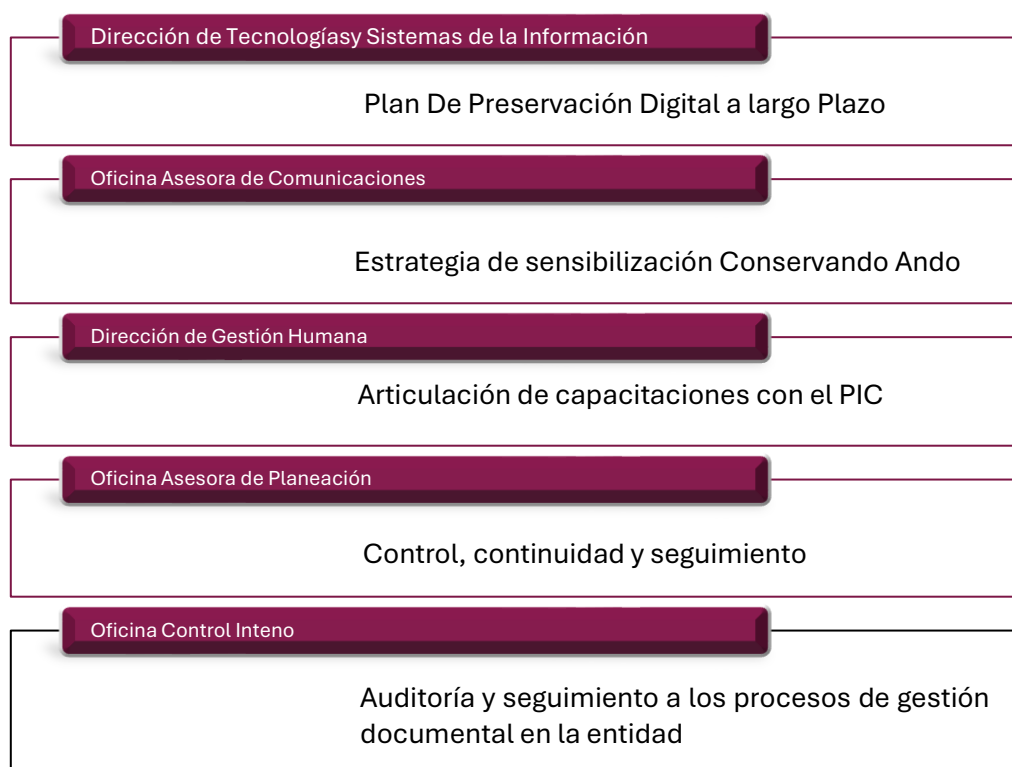 Dirección de Tecnologíasy Sistemas de la Información
Plan De Preservación Digital a largo Plazo
Oficina Asesora de Comunicaciones
Estrategia de sensibilización Conservando Ando
Dirección de Gestión Humana
Articulación de capacitaciones con el PIC
Oficina Asesora de Planeación
Control, continuidad y seguimiento
Oficina Control Inteno
Auditoría y seguimiento a los procesos de gestión
documental en la entidad